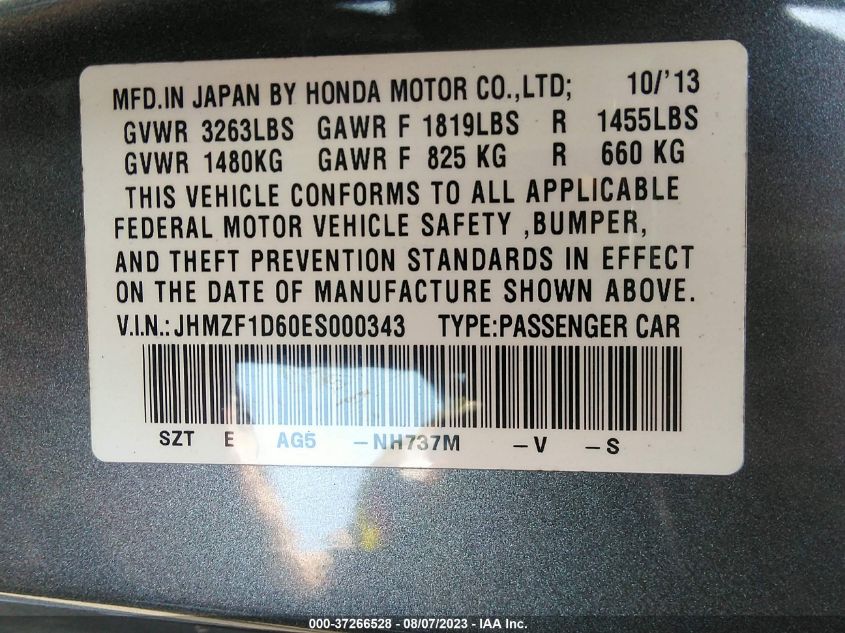 MFD.IN JAPAN BY HONDA MOTOR CO.,LTD; 10/'13
GVWR 3263LBS GAWR F 1819LBS R 1455LBS
GVWR 1480KG GAWR F 825 KG R 660 KG
THIS VEHICLE CONFORMS TO ALL APPLICABLE
FEDERAL MOTOR VEHICLE SAFETY ,BUMPER,
AND THEFT PREVENTION STANDARDS IN EFFECT
ON THE DATE OF MANUFACTURE SHOWN ABOVE.
V.I.N.:JHMZF1D60ES000343 TYPE:PASSENGER CAR
SZT E AG5 -NH737M -V -S
000-37266528 - 08/07/2023 - IAA Inc.